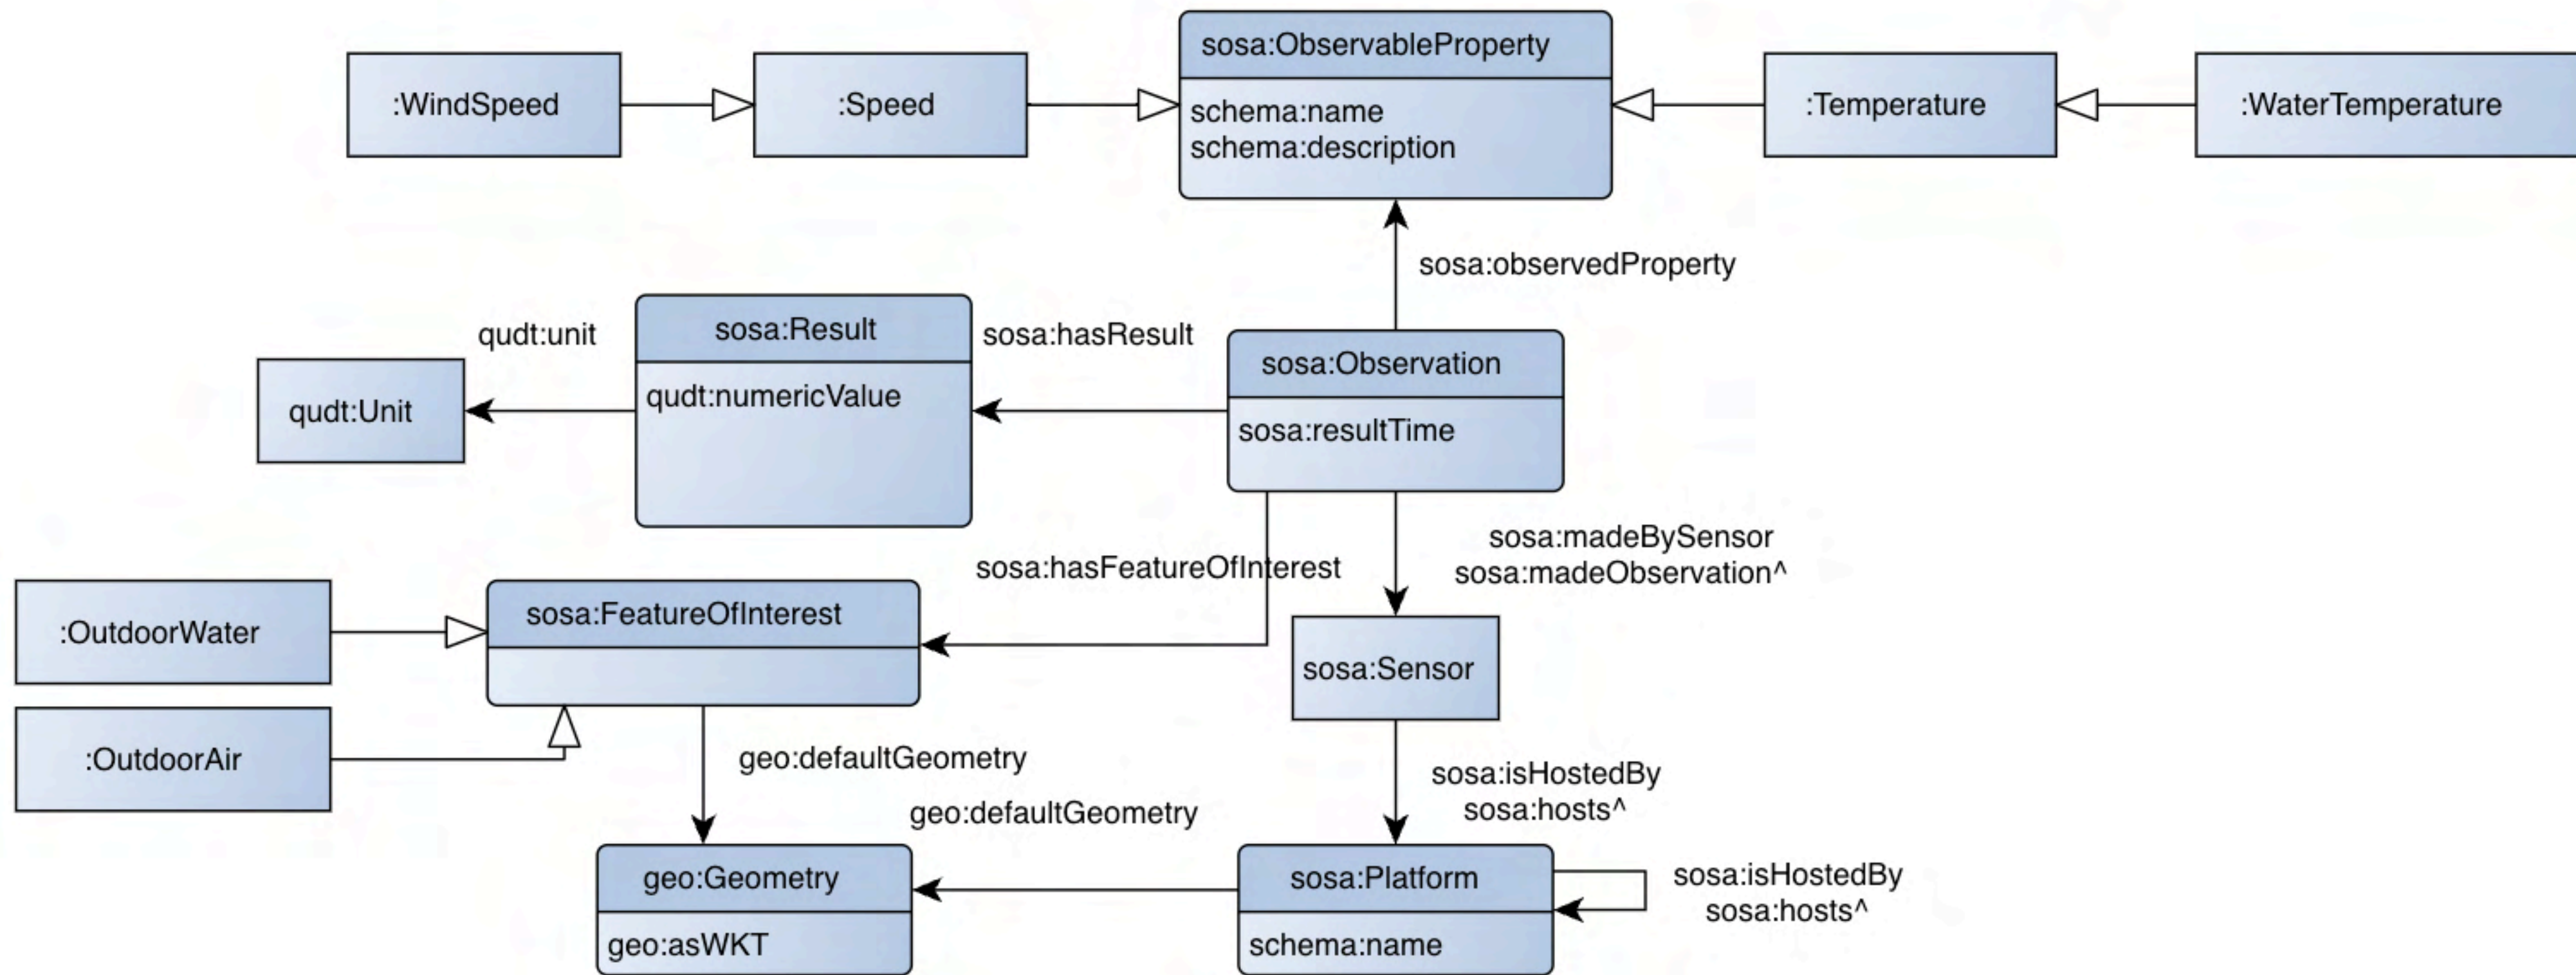 sosa:ObservableProperty
:WindSpeed
:Speed
schema:name
schema:description
:Temperature
:WaterTemperature
sosa:observedProperty
qudt:unit
sosa:Result
sosa:hasResult
sosa:Observation
qudt:Unit
qudt:numericValue
sosa:resultTime
sosa:madeBySensor
sosa:madeObservation^
sosa:hasFeatureOfInterest
:OutdoorWater
sosa:FeatureOfInterest
sosa:Sensor
:OutdoorAir
geo:defaultGeometry
geo:defaultGeometry
sosa:isHostedBy
sosa:hosts^
geo:Geometry
geo:asWKT
sosa:Platform
schema:name
sosa:isHostedBy
sosa:hosts^